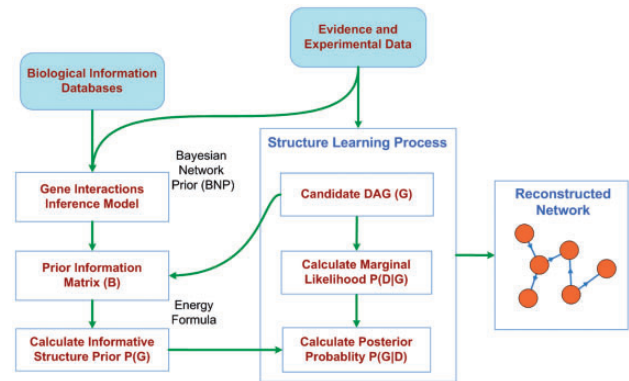 Evidence and
Experimental Data
Biological Information
Databases
Structure Learning Process
Bayesian
Network
Prior (BNP)
Gene Interactions
Inference Model
Candidate DAG (G)
Reconstructed
Network
Prior Information
Matrix (B)
Calculate Marginal
Likelihood P(D|G)
Energy
Formula
Calculate Informative
Structure Prior P(G)
Calculate Posterior
Probablity P(G|D)